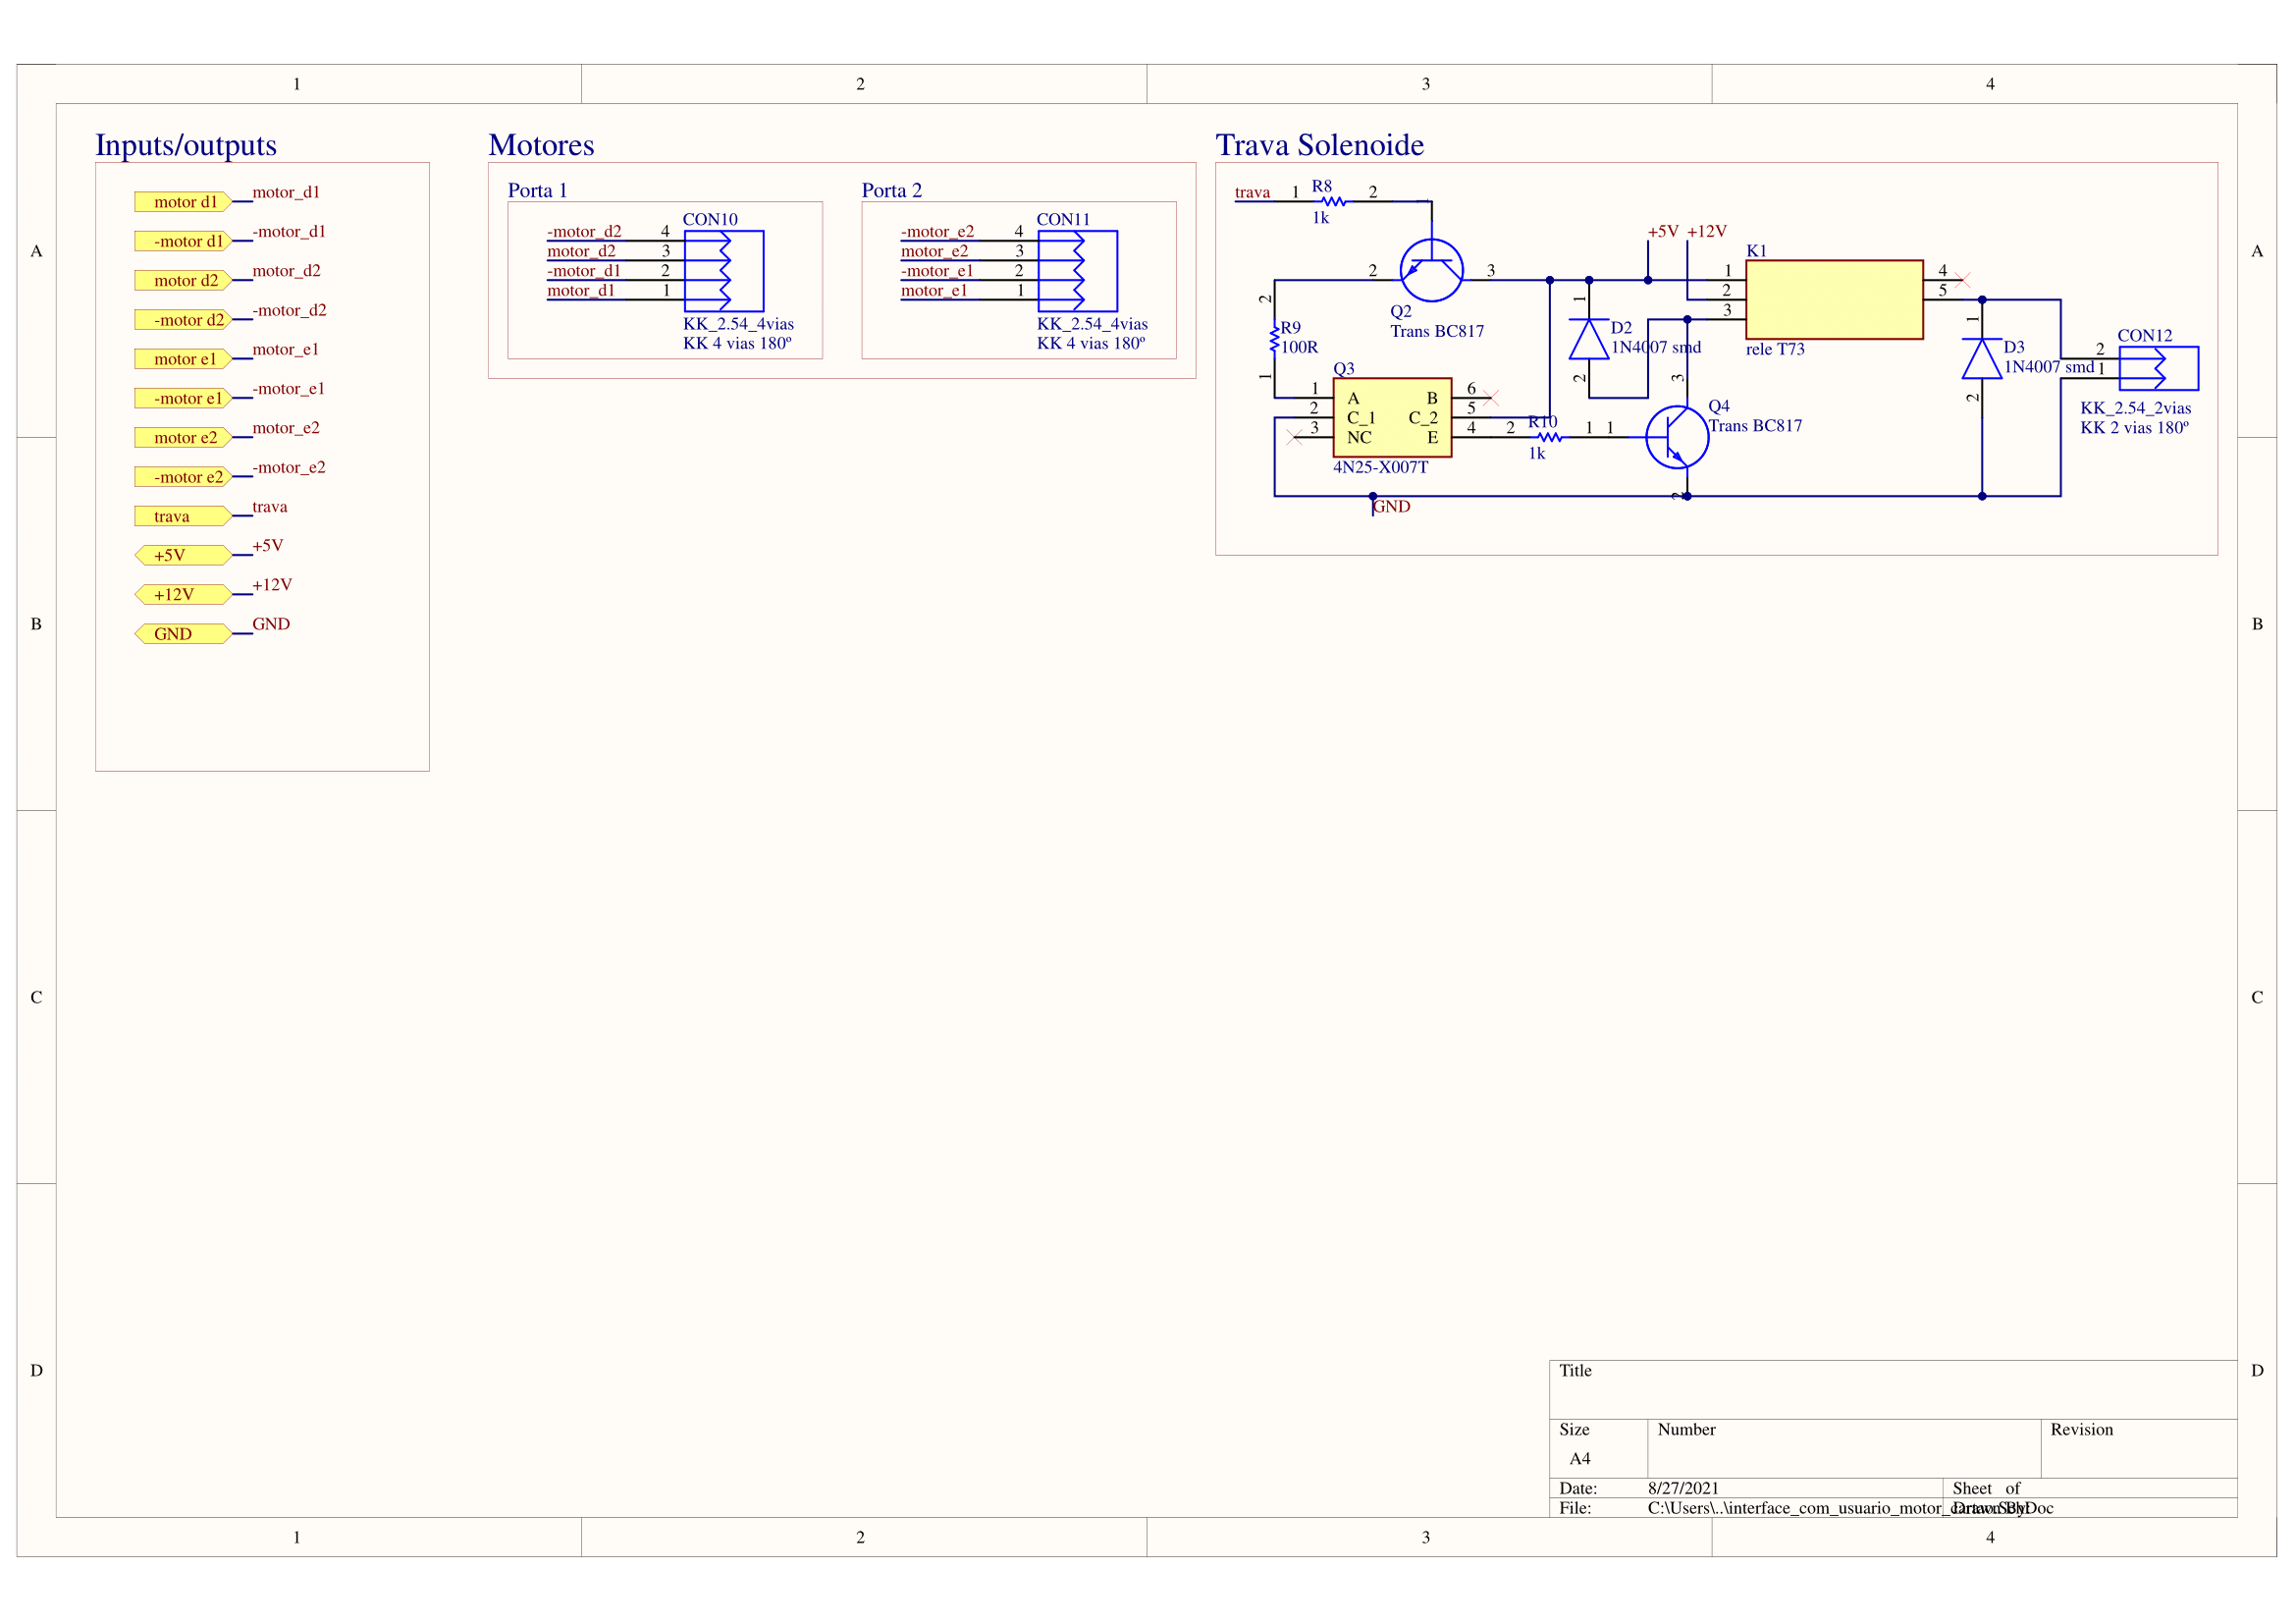 1 2 3 4
A
B
C
D
Inputs/outputs
motor d1 motor_d1
-motor d1 -motor_d1
motor d2 motor_d2
-motor d2 -motor_d2
motor e1 motor_e1
-motor e1 -motor_e1
motor e2 motor_e2
-motor e2 -motor_e2
trava trava
+5V +5V
+12V +12V
GND GND
Motores
Porta 1
CON10
-motor_d2 4
motor_d2 3
-motor_d1 2
motor_d1 1
KK_2.54_4vias
KK 4 vias 180º
Porta 2
CON11
-motor_e2 4
motor_e2 3
-motor_e1 2
motor_e1 1
KK_2.54_4vias
KK 4 vias 180º
Trava Solenoide
trava 1 R8 2
1k
1
2 3
Q2
Trans BC817
2
R9
100R
1
Q3
1 A B 6
2 C_1 C_2 5
3 NC E 4
4N25-X007T
2 R10 1 1
1k
GND
+5V +12V
1
D2
1N4007 smd
2
K1
1 4
2 5
3
rele T73
3
Q4
Trans BC817
2
1
D3
1N4007 smd
2
CON12
2
1
KK_2.54_2vias
KK 2 vias 180º
A
B
C
D
Title
Size Number Revision
A4
Date: 8/27/2021 Sheet of
File: C:\Users\..\interface_com_usuario_motor_cartao.SchDoc Drawn By:
1 2 3 4